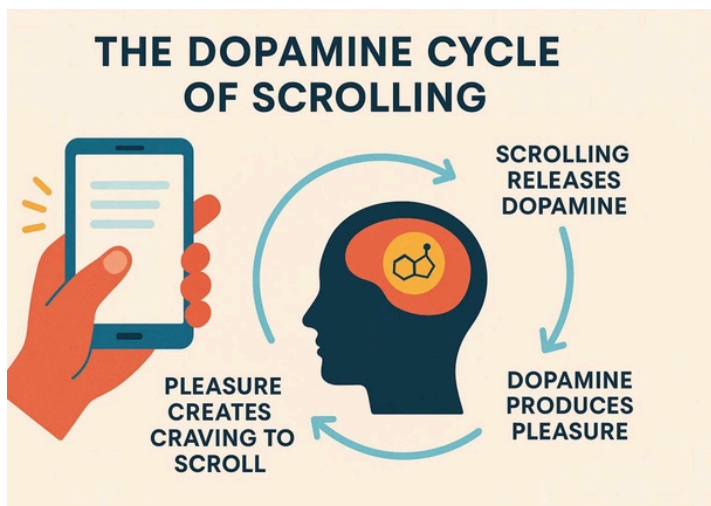 THE DOPAMINE CYCLE
OF SCROLLING
SCROLLING
RELEASES
DOPAMINE
DOPAMINE
PRODUCES
PLEASURE
PLEASURE
CREATES
CRAVING TO
SCROLL